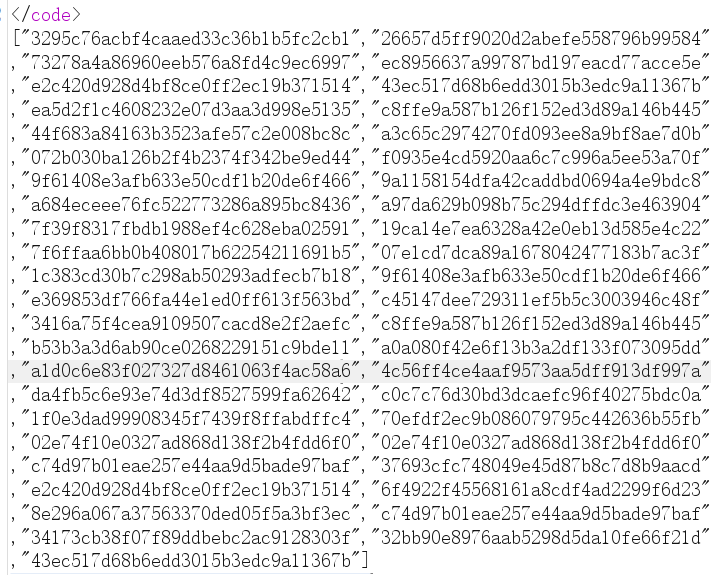 </code>
["3295c76acbf4caaed33c36b1b5fc2cb1","26657d5ff9020d2abefe558796b99584"
,"73278a4a86960eeb576a8fd4c9ec6997","ec8956637a99787bd197eacd77acce5e"
,"e2c420d928d4bf8ce0ff2ec19b371514","43ec517d68b6edd3015b3edc9a11367b"
,"ea5d2f1c4608232e07d3aa3d998e5135","c8ffe9a587b126f152ed3d89a146b445"
,"44f683a84163b3523afe57c2e008bc8c","a3c65c2974270fd093ee8a9bf8ae7d0b"
,"072b030ba126b2f4b2374f342be9ed44","f0935e4cd5920aa6c7c996a5ee53a70f"
,"9f61408e3afb633e50cdf1b20de6f466","9a1158154dfa42caddbd0694a4e9bdc8"
,"a684eceee76fc522773286a895bc8436","a97da629b098b75c294dffdc3e463904"
,"7f39f8317fbdb1988ef4c628eba02591","19ca14e7ea6328a42e0eb13d585e4c22"
,"7f6ffaa6bb0b408017b62254211691b5","07e1cd7dca89a1678042477183b7ac3f"
,"1c383cd30b7c298ab50293adfecb7b18","9f61408e3afb633e50cdf1b20de6f466"
,"e369853df766fa44e1ed0ff613f563bd","c45147dee729311ef5b5c3003946c48f"
,"3416a75f4cea9109507cacd8e2f2aefc","c8ffe9a587b126f152ed3d89a146b445"
,"b53b3a3d6ab90ce0268229151c9bde11","a0a080f42e6f13b3a2df133f073095dd"
,"a1d0c6e83f027327d8461063f4ac58a6","4c56ff4ce4aaf9573aa5dff913df997a"
,"da4fb5c6e93e74d3df8527599fa62642","c0c7c76d30bd3dcaefc96f40275bdc0a"
,"1f0e3dad99908345f7439f8ffabdffc4","70efdf2ec9b086079795c442636b55fb"
,"02e74f10e0327ad868d138f2b4fdd6f0","02e74f10e0327ad868d138f2b4fdd6f0"
,"c74d97b01eae257e44aa9d5bade97baf","37693cfc748049e45d87b8c7d8b9aacd"
,"e2c420d928d4bf8ce0ff2ec19b371514","6f4922f45568161a8cdf4ad2299f6d23"
,"8e296a067a37563370ded05f5a3bf3ec","c74d97b01eae257e44aa9d5bade97baf"
,"34173cb38f07f89ddbebc2ac9128303f","32bb90e8976aab5298d5da10fe66f21d"
,"43ec517d68b6edd3015b3edc9a11367b"]